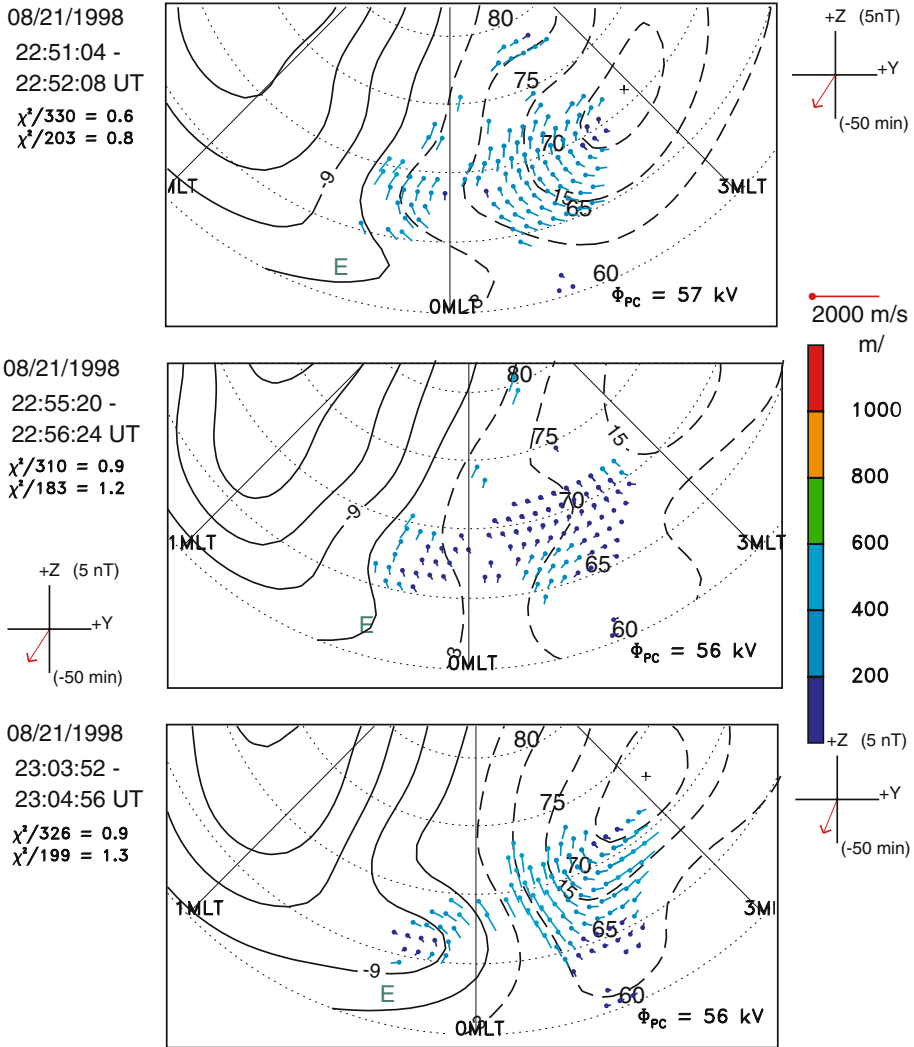 08/21/1998
22:51:04 -
22:52:08 UT
χ²/330 = 0.6
χ²/203 = 0.8
80
75
70
15
65
60
-9
E
MLT
0MLT
3MLT
Φ_PC = 57 kV
+Z (5nT)
+Y
(-50 min)
2000 m/s
m/
1000
800
600
400
200
08/21/1998
22:55:20 -
22:56:24 UT
χ²/310 = 0.9
χ²/183 = 1.2
80
75
15
70
65
60
-9
E
1MLT
0MLT
3MLT
Φ_PC = 56 kV
+Z (5 nT)
+Y
(-50 min)
08/21/1998
23:03:52 -
23:04:56 UT
χ²/326 = 0.9
χ²/199 = 1.3
80
75
70
15
65
60
-9
E
1MLT
0MLT
3MI
Φ_PC = 56 kV
+Z (5 nT)
+Y
(-50 min)